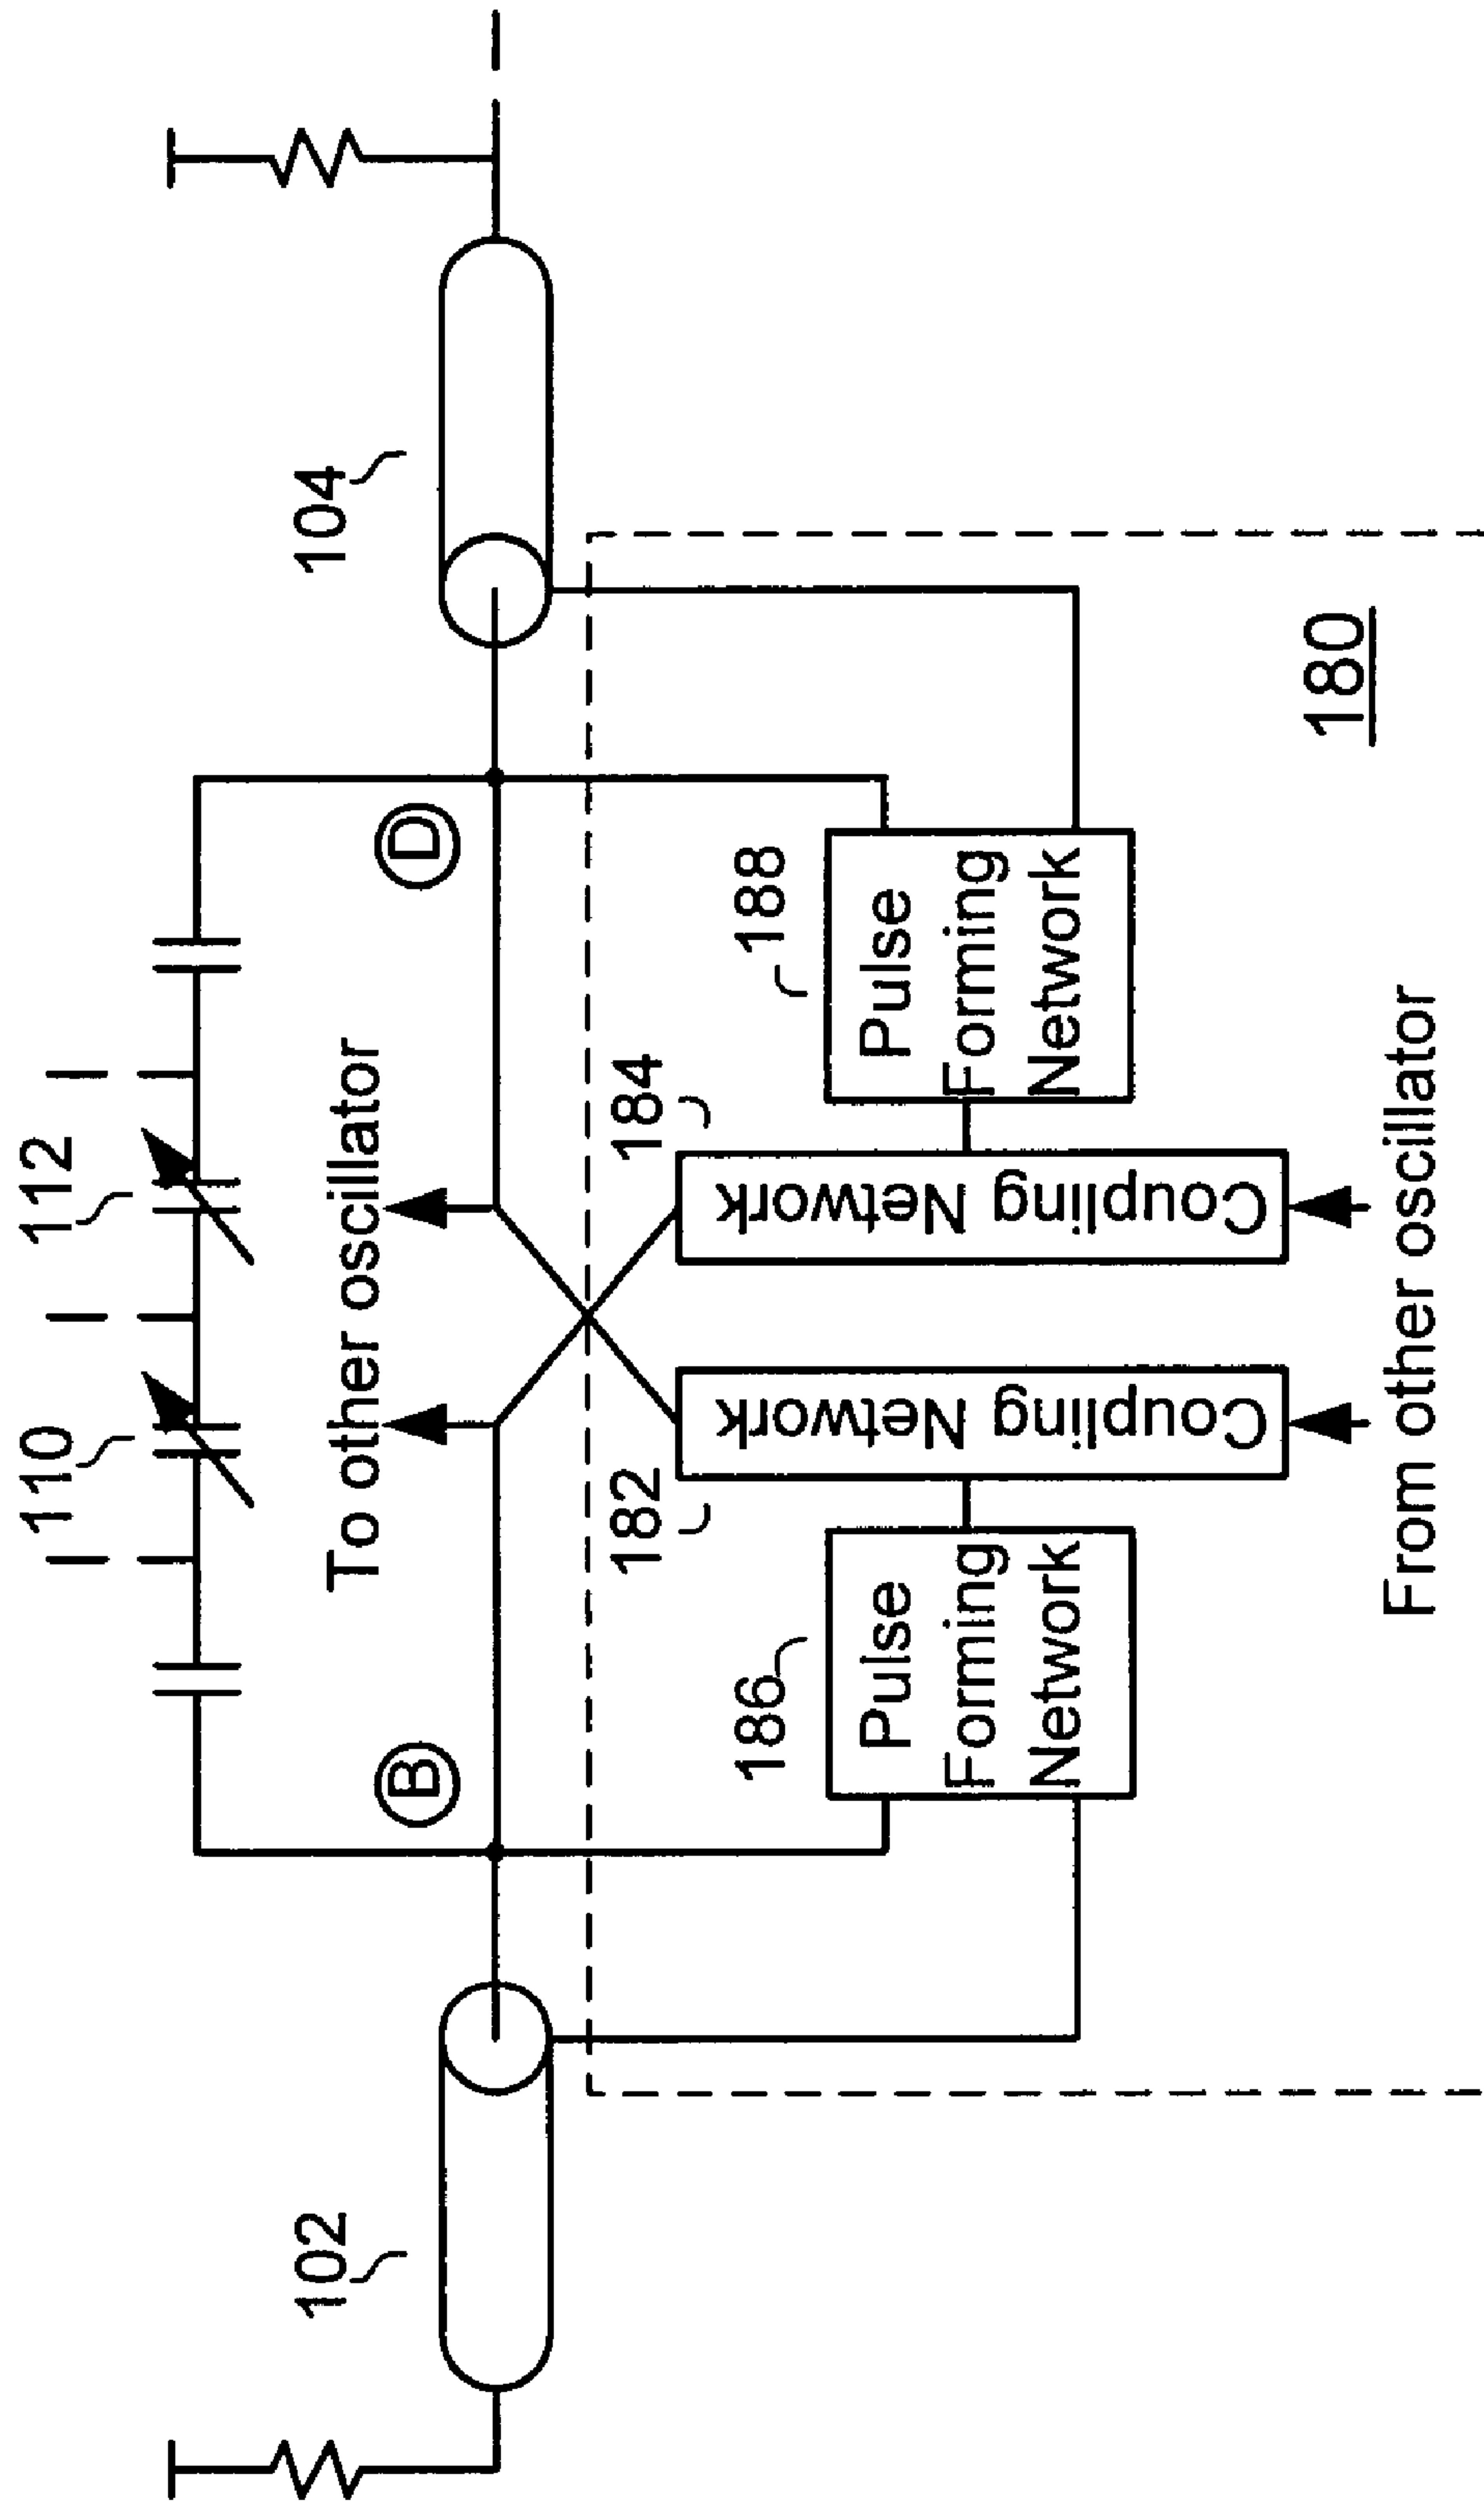 110
112
102
104
To other oscillator
B
D
182
184
186
188
Coupling Network
Coupling Network
Pulse
Forming
Network
Pulse
Forming
Network
180
From other oscillator